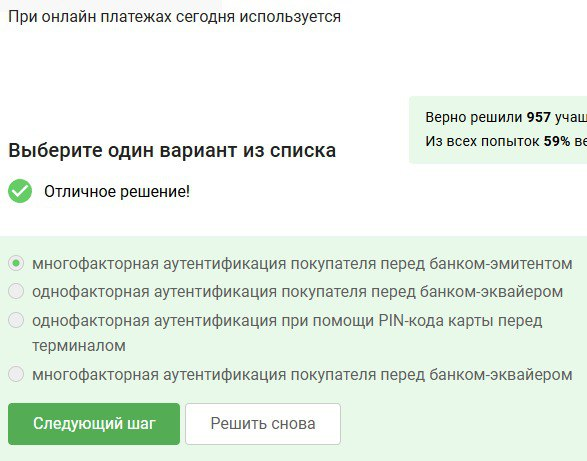 При онлайн платежах сегодня используется
Верно решили 957
Из всех попыток 59%
Выберите один вариант из списка
Отличное решение!
многофакторная аутентификация покупателя перед банком-эмитентом
однофакторная аутентификация покупателя перед банком-эквайером
однофакторная аутентификация при помощи PIN-кода карты перед
терминалом
многофакторная аутентификация покупателя перед банком-эквайером
Следующий шаг
Решить снова